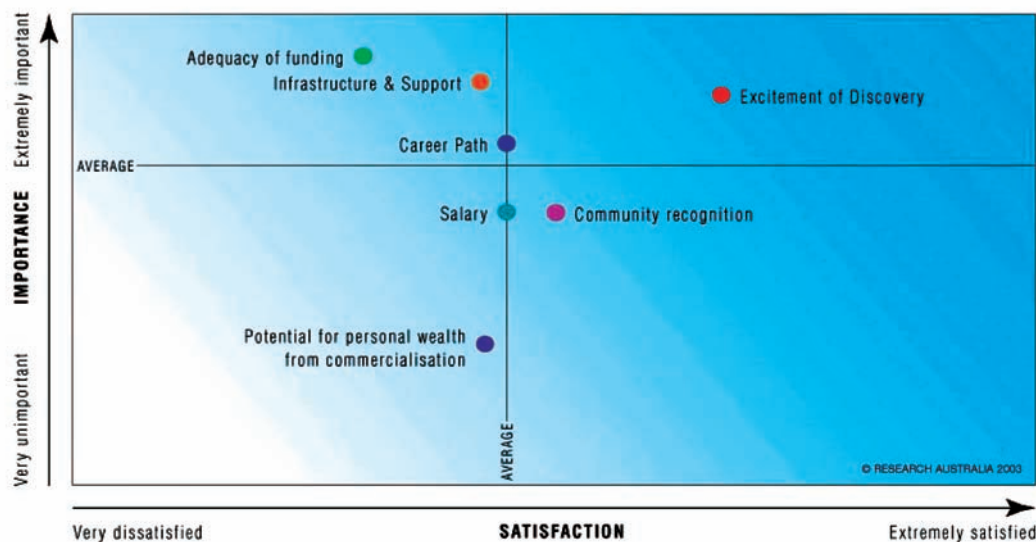 Extremely important
Adequacy of funding
Infrastructure & Support
Excitement of Discovery
Career Path
AVERAGE
IMPORTANCE
Salary
Community recognition
Potential for personal wealth
from commercialisation
Very unimportant
AVERAGE
© RESEARCH AUSTRALIA 2003
Very dissatisfied
SATISFACTION
Extremely satisfied